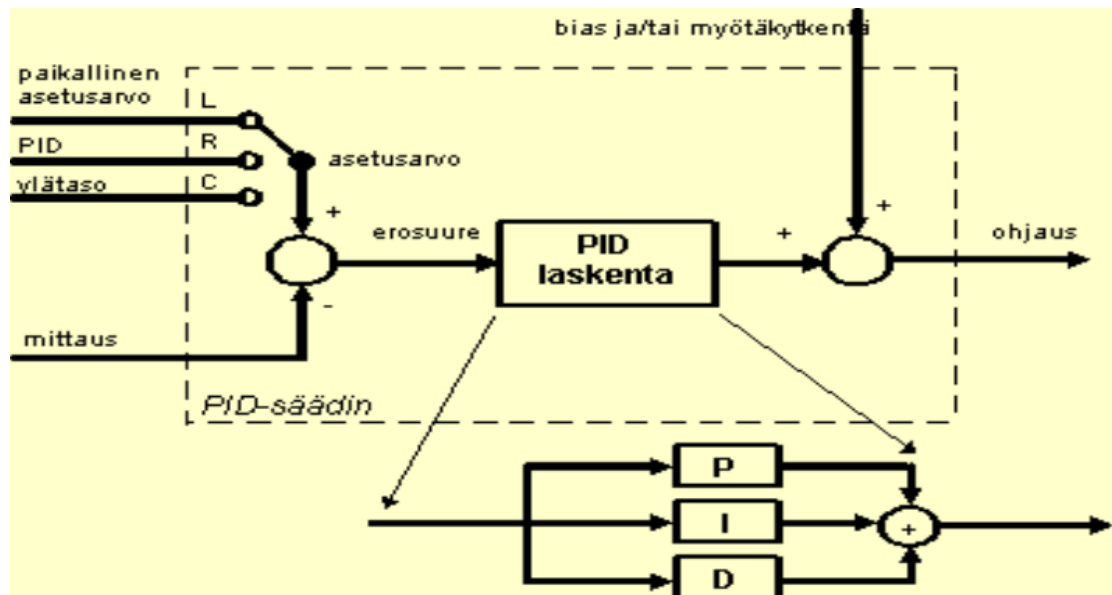 bias ja/tai myötäkytkentä
paikallinen
asetusarvo
L
PID
R
asetusarvo
ylätaso
C
+
erosuure
PID
laskenta
+
+
ohjaus
-
mittaus
PID-säädin
P
I
+
D